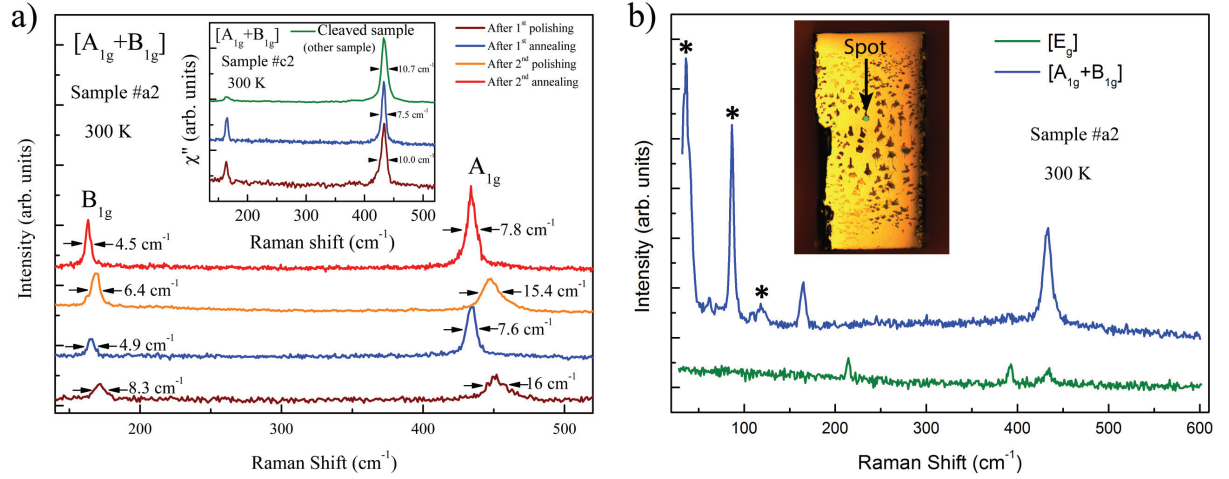 a)
[A1g+B1g]
Sample #a2
300 K
[A1g+B1g]
Sample #c2
300 K
Cleaved sample
(other sample)
10.7 cm-1
7.5 cm-1
10.0 cm-1
χ'' (arb. units)
200 300 400 500
Raman shift (cm-1)
After 1st polishing
After 1st annealing
After 2nd polishing
After 2nd annealing
B1g
A1g
4.5 cm-1
7.8 cm-1
6.4 cm-1
15.4 cm-1
4.9 cm-1
7.6 cm-1
8.3 cm-1
16 cm-1
Intensity (arb. units)
200 300 400 500
Raman Shift (cm-1)
b)
*
*
*
Spot
[Eg]
[A1g+B1g]
Sample #a2
300 K
Intensity (arb. units)
100 200 300 400 500 600
Raman Shift (cm-1)